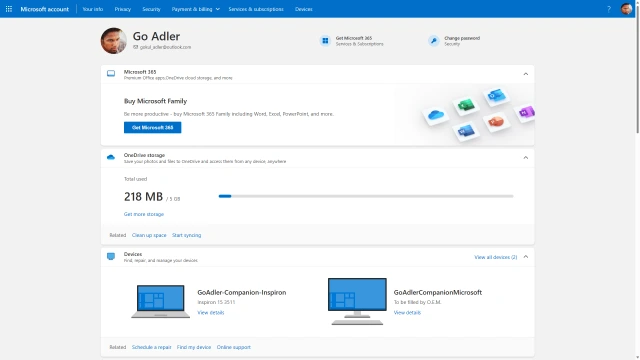 Microsoft account
Your info
Privacy
Security
Payment & billing
Services & subscriptions
Devices
?
Go Adler
gokul_adler@outlook.com
Get Microsoft 365
Services & Subscriptions
Change password
Security
Microsoft 365
Premium Office apps,OneDrive cloud storage, and more
Buy Microsoft Family
Be more productive - buy Microsoft 365 Family including Word, Excel, PowerPoint, and more.
Get Microsoft 365
OneDrive storage
Save your photos and files to OneDrive and access them from any device, anywhere
Total used
218 MB / 5 GB
Get more storage
Related Clean up space Start syncing
Devices
Find, repair, and manage your devices.
View all devices (2)
GoAdler-Companion-Inspiron
Inspiron 15 3511
View details
GoAdlerCompanionMicrosoft
To be filled by O.E.M.
View details
Related Schedule a repair Find my device Online support